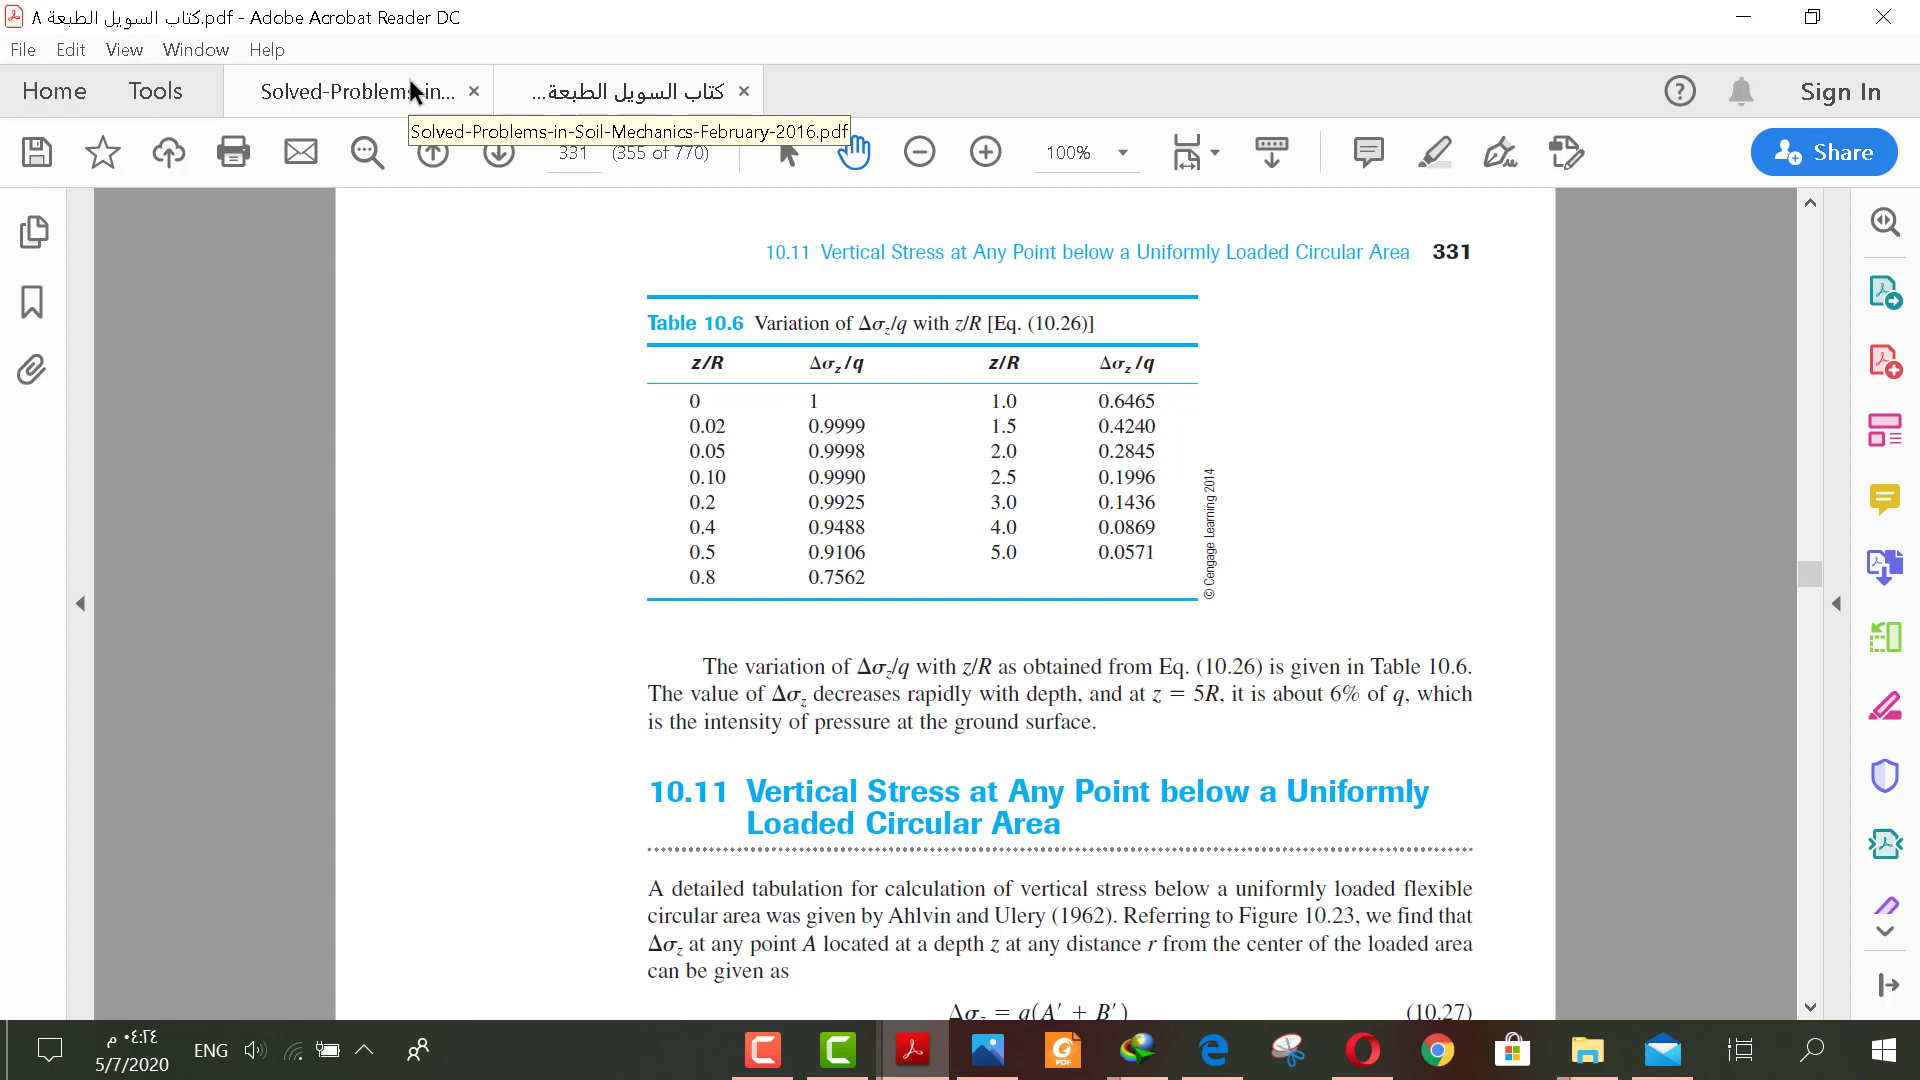 كتاب السويل الطبعة ٨.pdf - Adobe Acrobat Reader DC
File Edit View Window Help
Home Tools Solved-Problems-in... × كتاب السويل الطبعة... × Sign In
Solved-Problems-in-Soil-Mechanics-February-2016.pdf
331 (355 of 770) 100% Share
10.11 Vertical Stress at Any Point below a Uniformly Loaded Circular Area 331
Table 10.6 Variation of Δσz/q with z/R [Eq. (10.26)]
z/R Δσz/q z/R Δσz/q
0 1 1.0 0.6465
0.02 0.9999 1.5 0.4240
0.05 0.9998 2.0 0.2845
0.10 0.9990 2.5 0.1996
0.2 0.9925 3.0 0.1436
0.4 0.9488 4.0 0.0869
0.5 0.9106 5.0 0.0571
0.8 0.7562
© Cengage Learning 2014
The variation of Δσz/q with z/R as obtained from Eq. (10.26) is given in Table 10.6.
The value of Δσz decreases rapidly with depth, and at z = 5R, it is about 6% of q, which
is the intensity of pressure at the ground surface.
10.11 Vertical Stress at Any Point below a Uniformly
Loaded Circular Area
A detailed tabulation for calculation of vertical stress below a uniformly loaded flexible
circular area was given by Ahlvin and Ulery (1962). Referring to Figure 10.23, we find that
Δσz at any point A located at a depth z at any distance r from the center of the loaded area
can be given as
Δσz = q(A′ + B′) (10.27)
٠٤:٢٤ م
ENG
5/7/2020
PDF